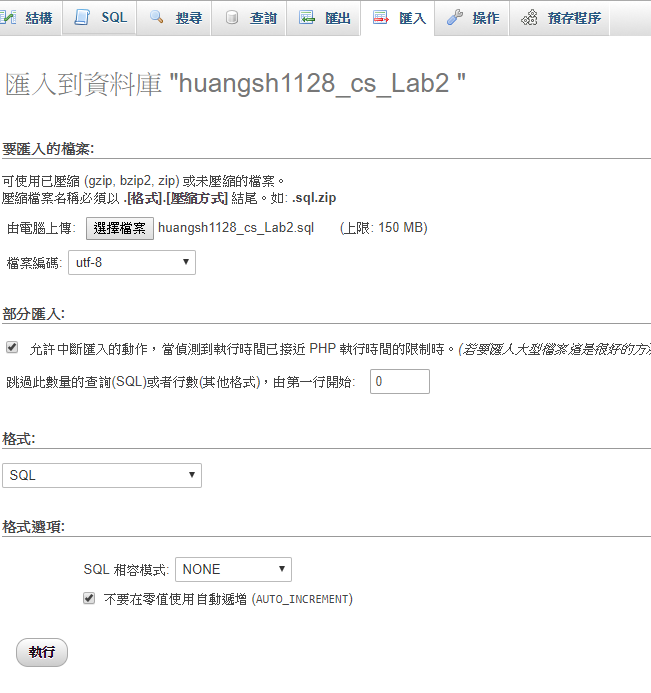 結構 SQL 搜尋 查詢 匯出 匯入 操作 預存程序
匯入到資料庫 "huangsh1128_cs_Lab2 "
要匯入的檔案:
可使用已壓縮 (gzip, bzip2, zip) 或未壓縮的檔案。
壓縮檔案名稱必須以 .[格式].[壓縮方式] 結尾。如: .sql.zip
由電腦上傳: 選擇檔案 huangsh1128_cs_Lab2.sql (上限: 150 MB)
檔案編碼: utf-8
部分匯入:
允許中斷匯入的動作，當偵測到執行時間已接近 PHP 執行時間的限制時。(若要匯入大型檔案這是很好的方
跳過此數量的查詢(SQL)或者行數(其他格式)，由第一行開始: 0
格式:
SQL
格式選項:
SQL 相容模式: NONE
不要在零值使用自動遞增 (AUTO_INCREMENT)
執行